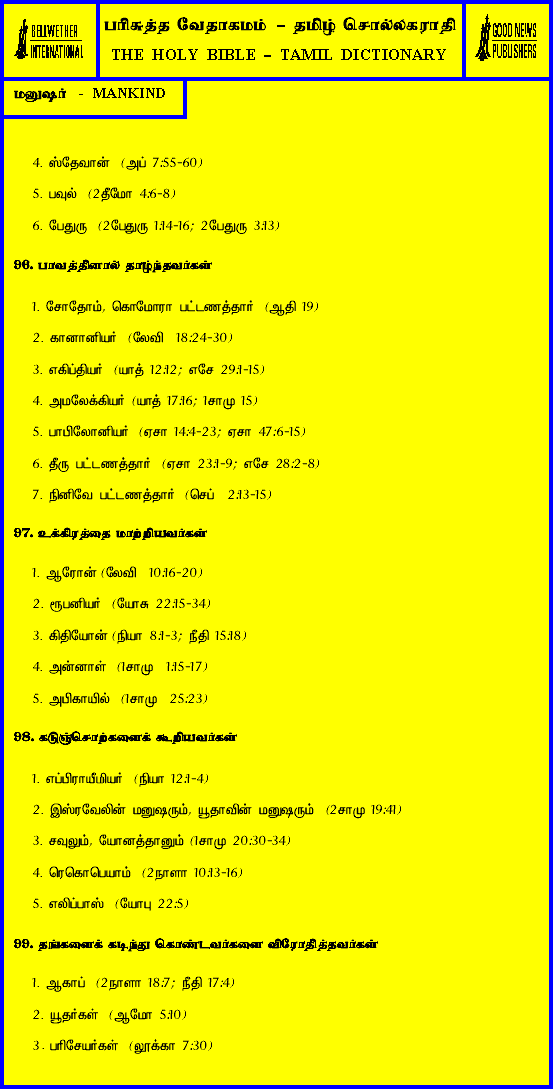 BELLWETHER
INTERNATIONAL
பரிசுத்த வேதாகமம் – தமிழ் சொல்லகராதி
THE HOLY BIBLE – TAMIL DICTIONARY
GOOD NEWS
PUBLISHERS
மனுஷர் - MANKIND
4. ஸ்தேவான் (அப் 7:55-60)
5. பவுல் (2தீமோ 4:6-8)
6. பேதுரு (2பேதுரு 1:14-16; 2பேதுரு 3:13)
96. பாவத்தினால் தாழ்ந்தவர்கள்
1. சோதோம், கொமோரா பட்டணத்தார் (ஆதி 19)
2. கானானியர் (லேவி 18:24-30)
3. எகிப்தியர் (யாத் 12:12; எசே 29:1-15)
4. அமலேக்கியர் (யாத் 17:16; 1சாமு 15)
5. பாபிலோனியர் (ஏசா 14:4-23; ஏசா 47:6-15)
6. தீரு பட்டணத்தார் (ஏசா 23:1-9; எசே 28:2-8)
7. நினிவே பட்டணத்தார் (செப் 2:13-15)
97. உக்கிரத்தை மாற்றியவர்கள்
1. ஆரோன் (லேவி 10:16-20)
2. ரூபனியர் (யோசு 22:15-34)
3. கிதியோன் (நியா 8:1-3; நீதி 15:18)
4. அன்னாள் (1சாமு 1:15-17)
5. அபிகாயில் (1சாமு 25:23)
98. கடுஞ்சொற்களைக் கூறியவர்கள்
1. எப்பிராயீமியர் (நியா 12:1-4)
2. இஸ்ரவேலின் மனுஷரும், யூதாவின் மனுஷரும் (2சாமு 19:41)
3. சவுலும், யோனத்தானும் (1சாமு 20:30-34)
4. ரெகொபெயாம் (2நாளா 10:13-16)
5. எலிப்பாஸ் (யோபு 22:5)
99. தங்களைக் கடிந்து கொண்டவர்களை விரோதித்தவர்கள்
1. ஆகாப் (2நாளா 18:7; நீதி 17:4)
2. யூதர்கள் (ஆமோ 5:10)
3. பரிசேயர்கள் (லூக்கா 7:30)